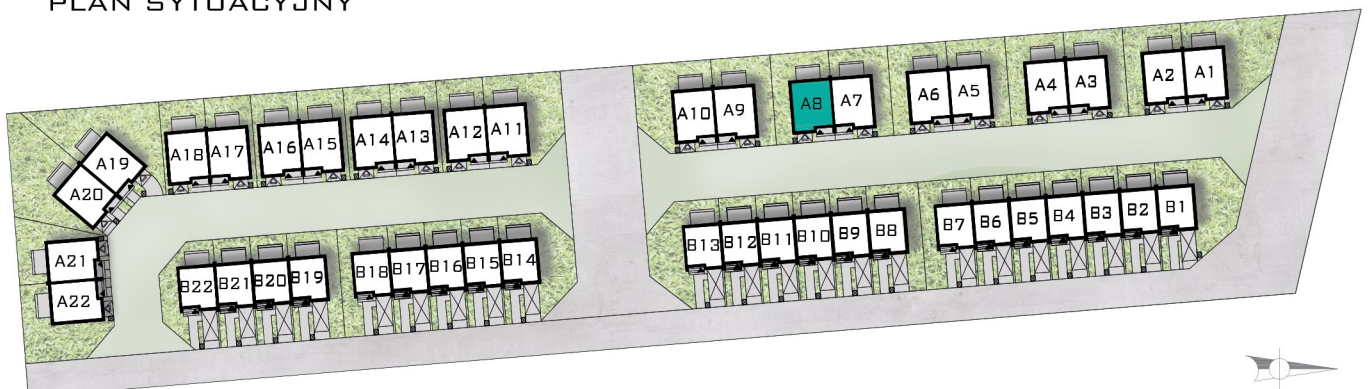 PLAN SYTUACYJNY
A10 A9 A8 A7 A6 A5 A4 A3 A2 A1
A19 A18 A17 A16 A15 A14 A13 A12 A11
A20
A21
A22
B13 B12 B11 B10 B9 B8 B7 B6 B5 B4 B3 B2 B1
B22 B21 B20 B19 B18 B17 B16 B15 B14